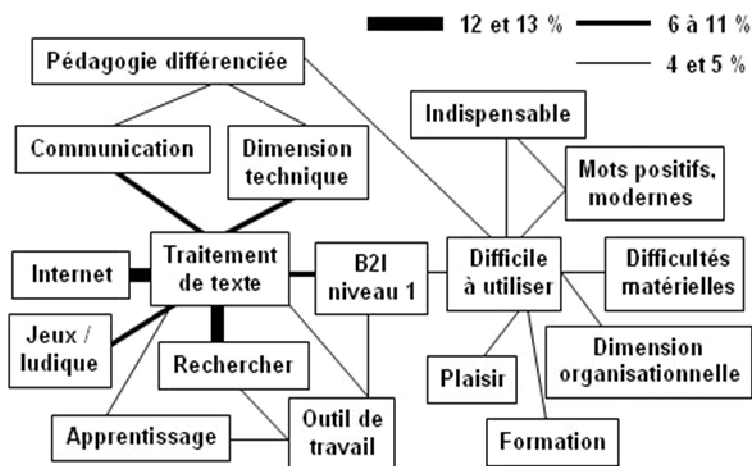 12 et 13 %
6 à 11 %
4 et 5 %
Pédagogie différenciée
Indispensable
Communication
Dimension
technique
Mots positifs,
modernes
Internet
Traitement
de texte
B2I
niveau 1
Difficile
à utiliser
Difficultés
matérielles
Jeux /
ludique
Rechercher
Plaisir
Dimension
organisationnelle
Apprentissage
Outil de
travail
Formation